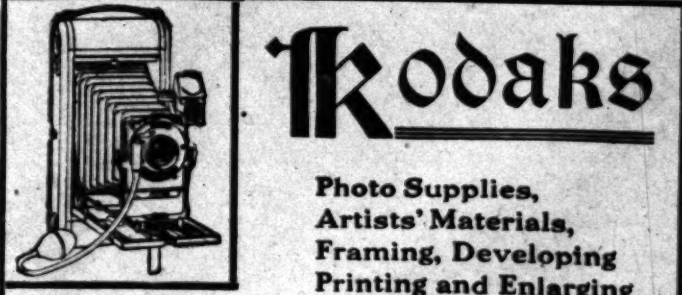 Kodaks
Photo Supplies,
Artists' Materials,
Framing, Developing
Printing and Enlarging